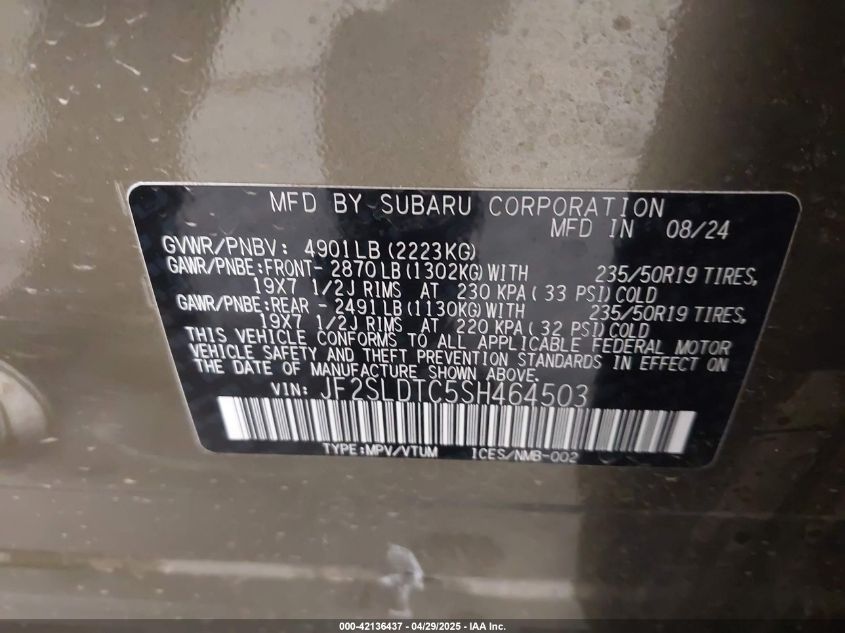 MFD BY SUBARU CORPORATION
MFD IN 08/24
GVWR/PNBV: 4901LB (2223KG)
GAWR/PNBE:FRONT- 2870LB(1302KG)WITH 235/50R19 TIRES,
19X7 1/2J RIMS AT 230 KPA( 33 PSI)COLD
GAWR/PNBE:REAR - 2491LB(1130KG)WITH 235/50R19 TIRES,
19X7 1/2J RIMS AT 220 KPA( 32 PSI)COLD
THIS VEHICLE CONFORMS TO ALL APPLICABLE FEDERAL MOTOR
VEHICLE SAFETY AND THEFT PREVENTION STANDARDS IN EFFECT ON
THE DATE OF MANUFACTURE SHOWN ABOVE.
VIN: JF2SLDTC5SH464503
TYPE:MPV/VTUM ICES/NMB-002
000-42136437 - 04/29/2025 - IAA Inc.